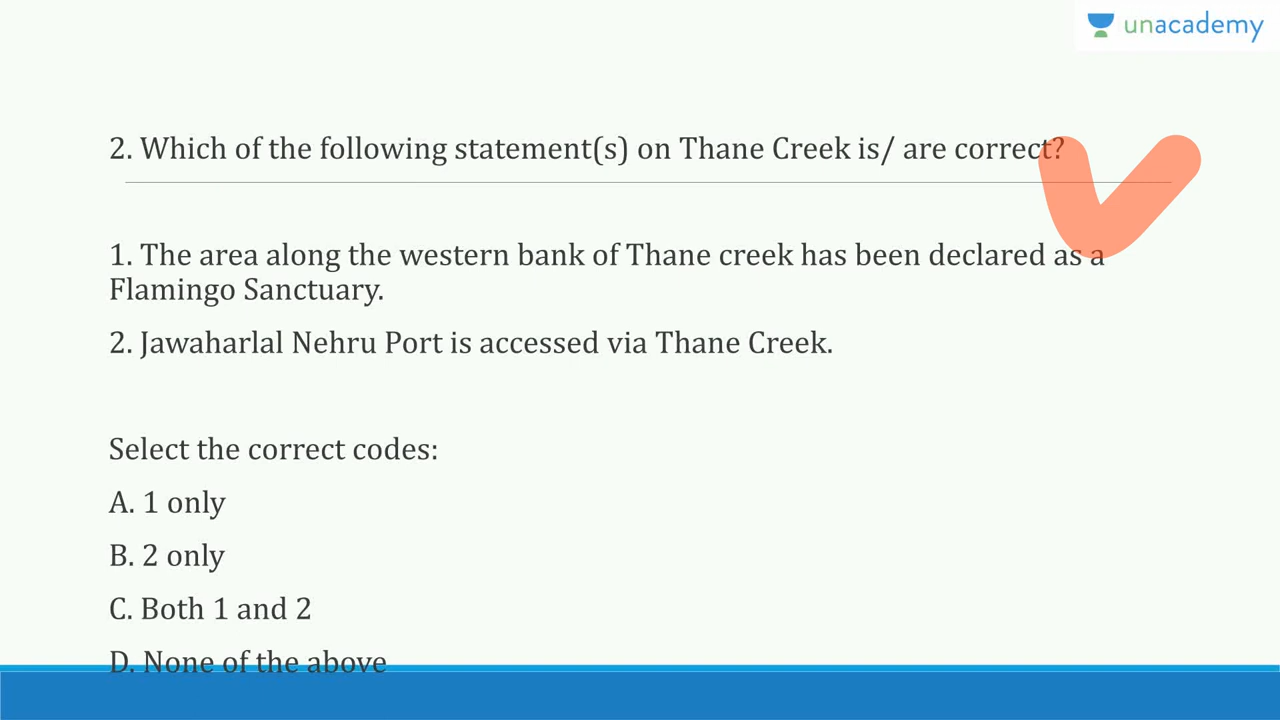 unacademy
2. Which of the following statement(s) on Thane Creek is/ are correct?
1. The area along the western bank of Thane creek has been declared as a
Flamingo Sanctuary.
2. Jawaharlal Nehru Port is accessed via Thane Creek.
Select the correct codes:
A. 1 only
B. 2 only
C. Both 1 and 2
D. None of the above